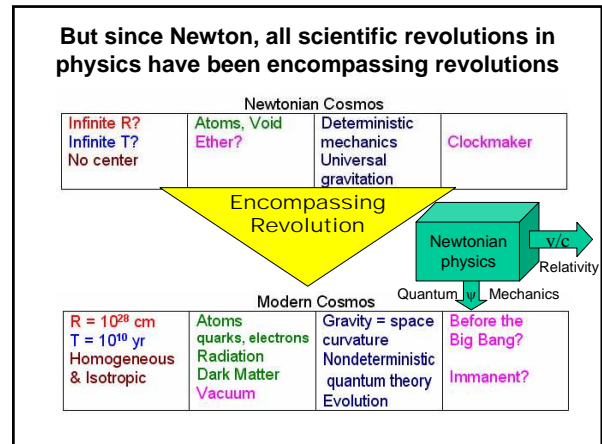 But since Newton, all scientific revolutions in
physics have been encompassing revolutions
Newtonian Cosmos
Infinite R?
Infinite T?
No center
Atoms, Void
Ether?
Deterministic
mechanics
Universal
gravitation
Clockmaker
Encompassing
Revolution
Newtonian
physics
v/c
Relativity
Quantum ψ Mechanics
Modern Cosmos
R = 10²⁸ cm
T = 10¹⁰ yr
Homogeneous
& Isotropic
Atoms
quarks, electrons
Radiation
Dark Matter
Vacuum
Gravity = space
curvature
Nondeterministic
quantum theory
Evolution
Before the
Big Bang?
Immanent?